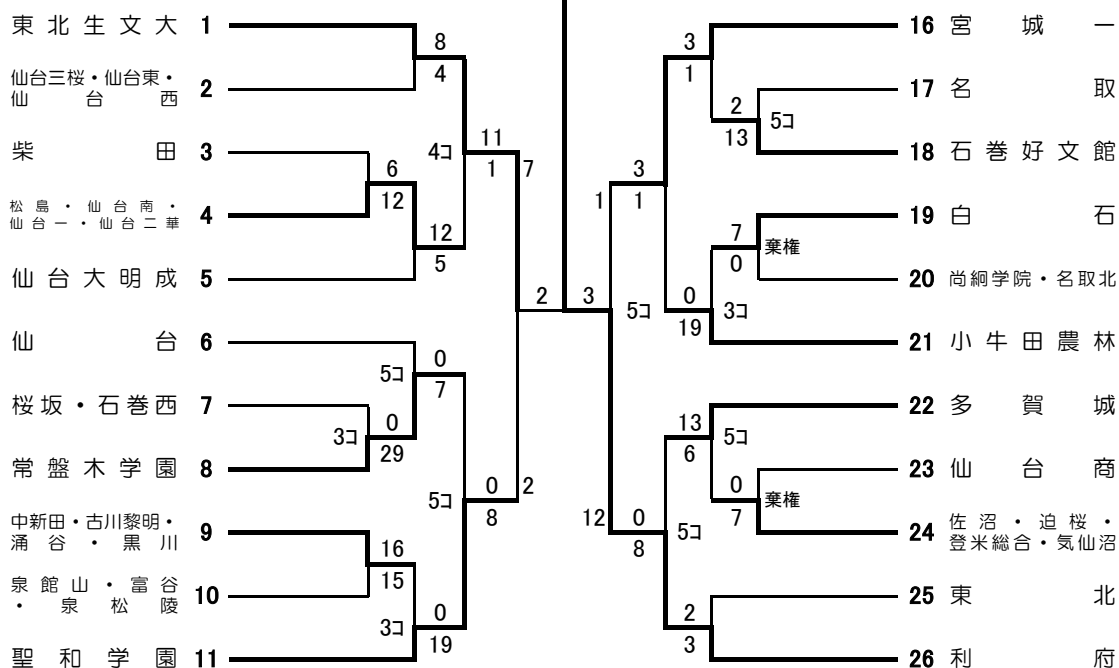 東北生文大 1
仙台三桜・仙台東・
仙台西 2
柴田 3
松島・仙台南・
仙台一・仙台二華 4
仙台大明成 5
仙台 6
桜坂・石巻西 7
常盤木学園 8
中新田・古川黎明・
涌谷・黒川 9
泉館山・富谷
・泉松陵 10
聖和学園 11
8
4
6
12
12
5
4コ
11
1
7
5コ
0
7
3コ
0
29
16
15
3コ
0
19
5コ
0
8
2
2
3
3
1
2
13
5コ
3
1
1
7
0
棄権
0
19
3コ
5コ
13
6
5コ
0
7
棄権
12
0
8
5コ
2
3
16 宮城一
17 名取
18 石巻好文館
19 白石
20 尚絅学院・名取北
21 小牛田農林
22 多賀城
23 仙台商
24 佐沼・迫桜・
登米総合・気仙沼
25 東北
26 利府